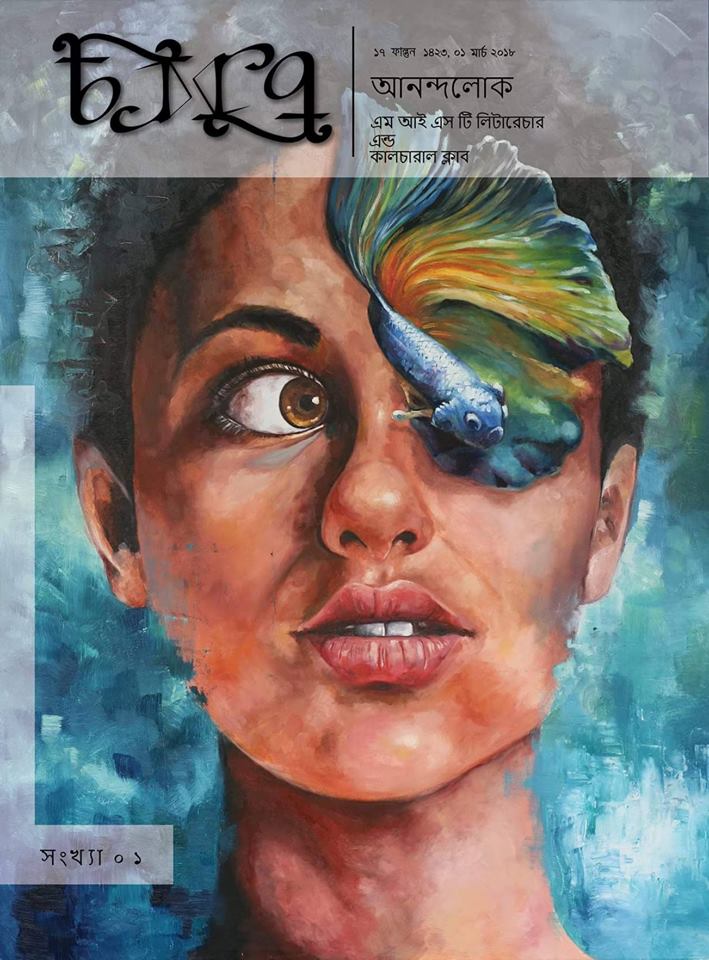 ১৭ ফাল্গুন ১৪২৩, ০১ মার্চ ২০১৮
আনন্দলোক
এম আই এস টি লিটারেচার
এন্ড
কালচারাল ক্লাব
সংখ্যা ০১